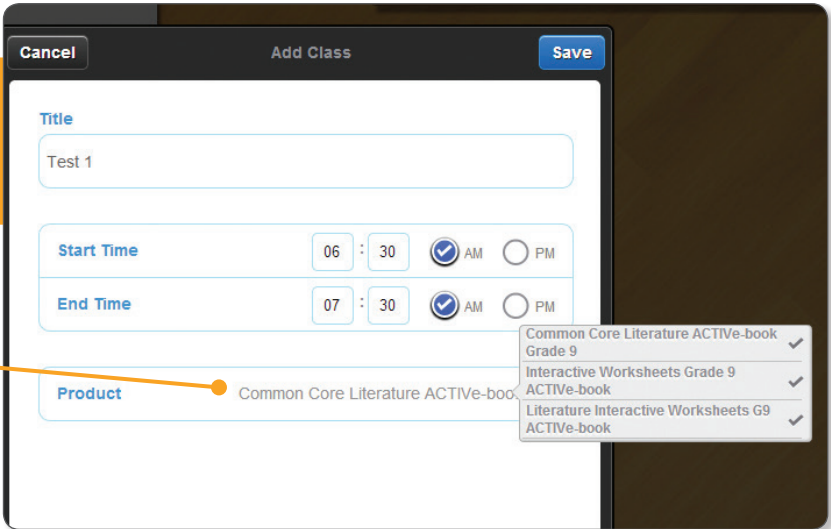 Cancel Add Class Save
Title
Test 1
Start Time 06 : 30 AM PM
End Time 07 : 30 AM PM
Common Core Literature ACTIVe-book
Grade 9
Interactive Worksheets Grade 9
ACTIVe-book
Product Common Core Literature ACTIVe-boo
Literature Interactive Worksheets G9
ACTIVe-book